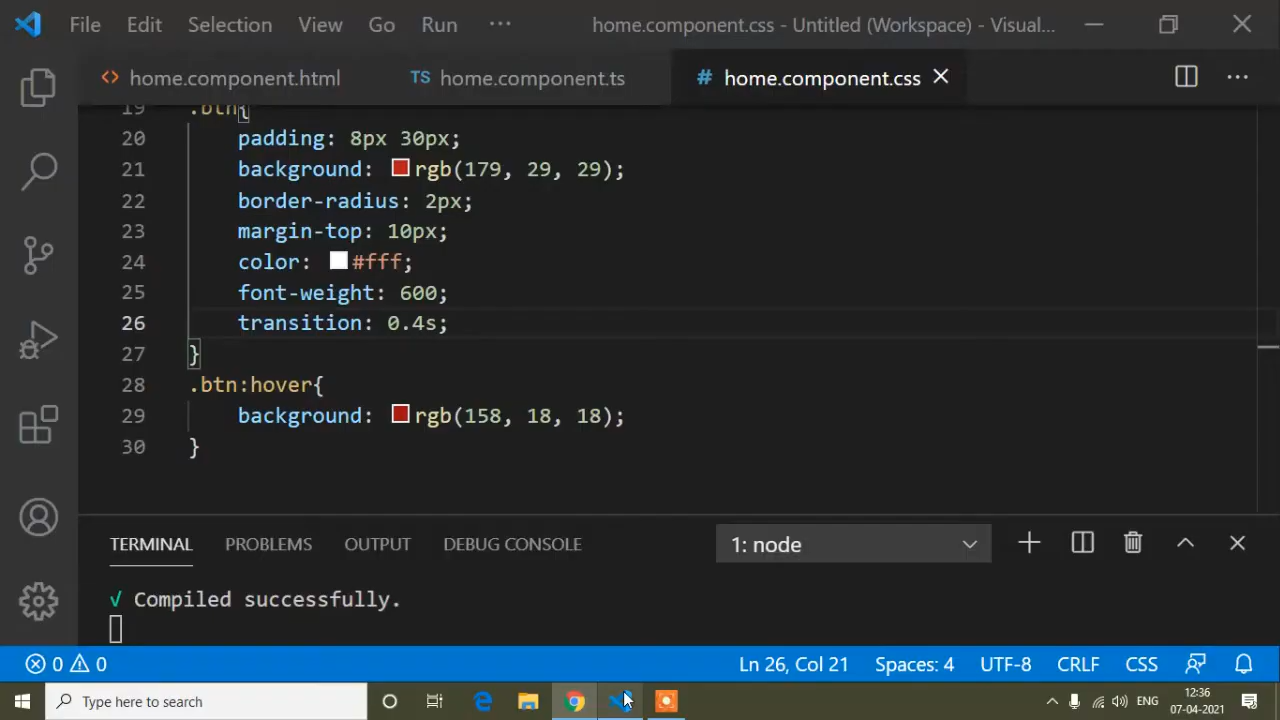 File Edit Selection View Go Run ··· home.component.css - Untitled (Workspace) - Visual...
<> home.component.html TS home.component.ts # home.component.css
19 .btn{
20 padding: 8px 30px;
21 background: rgb(179, 29, 29);
22 border-radius: 2px;
23 margin-top: 10px;
24 color: #fff;
25 font-weight: 600;
26 transition: 0.4s;
27 }
28 .btn:hover{
29 background: rgb(158, 18, 18);
30 }
TERMINAL PROBLEMS OUTPUT DEBUG CONSOLE 1: node
√ Compiled successfully.
0 0 Ln 26, Col 21 Spaces: 4 UTF-8 CRLF CSS
Type here to search ENG 12:36
07-04-2021